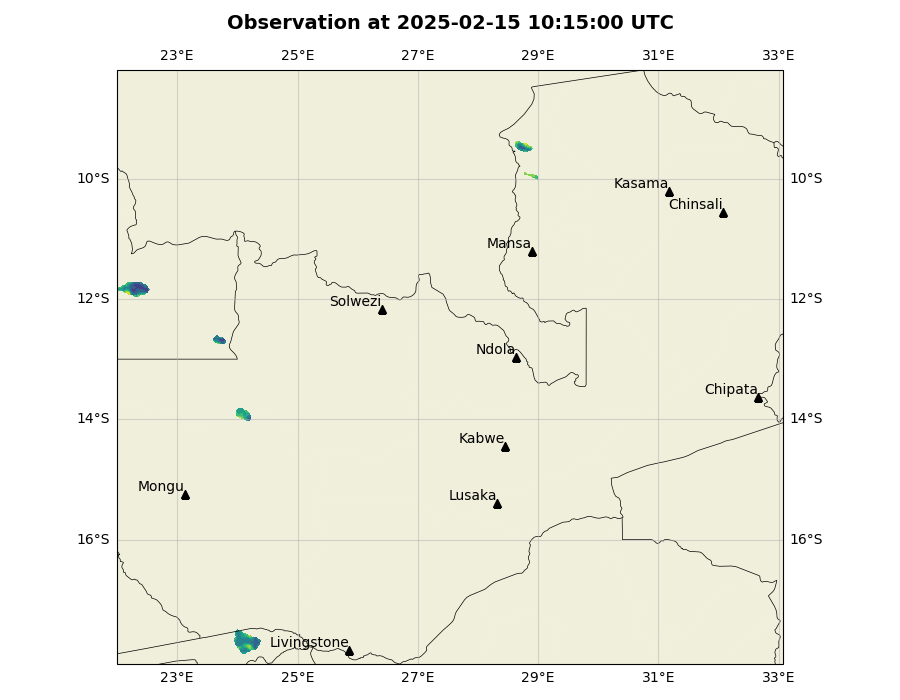 Observation at 2025-02-15 10:15:00 UTC
23°E 25°E 27°E 29°E 31°E 33°E
10°S 10°S
Kasama
Chinsali
Mansa
12°S 12°S
Solwezi
Ndola
Chipata
14°S 14°S
Kabwe
Mongu
Lusaka
16°S 16°S
Livingstone
23°E 25°E 27°E 29°E 31°E 33°E